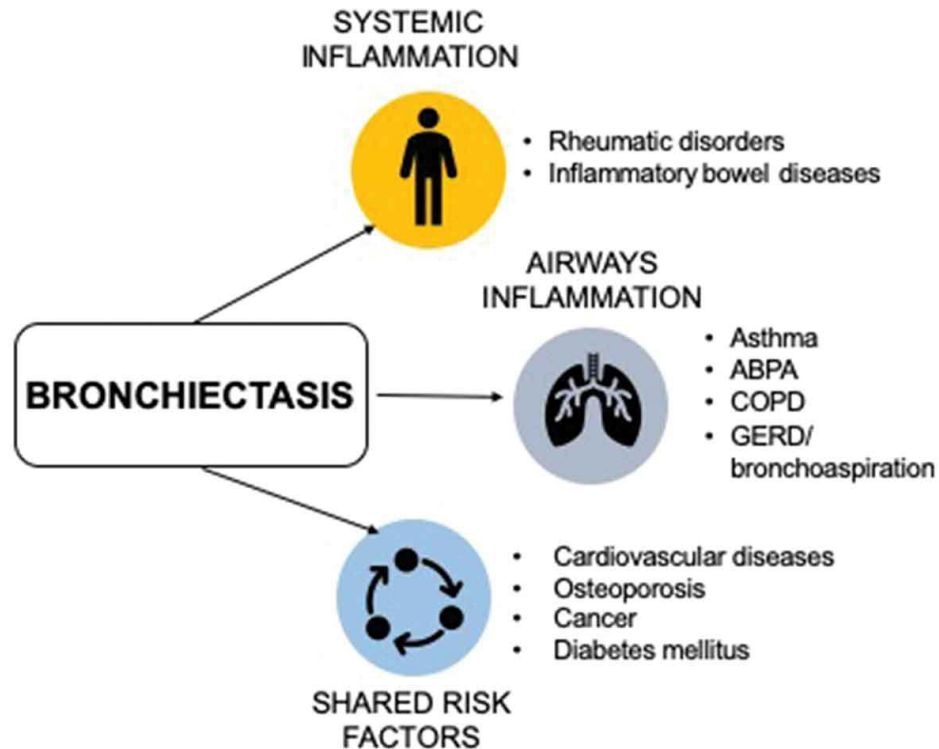 SYSTEMIC
INFLAMMATION
• Rheumatic disorders
• Inflammatory bowel diseases
AIRWAYS
INFLAMMATION
• Asthma
• ABPA
• COPD
• GERD/
bronchoaspiration
BRONCHIECTASIS
• Cardiovascular diseases
• Osteoporosis
• Cancer
• Diabetes mellitus
SHARED RISK
FACTORS